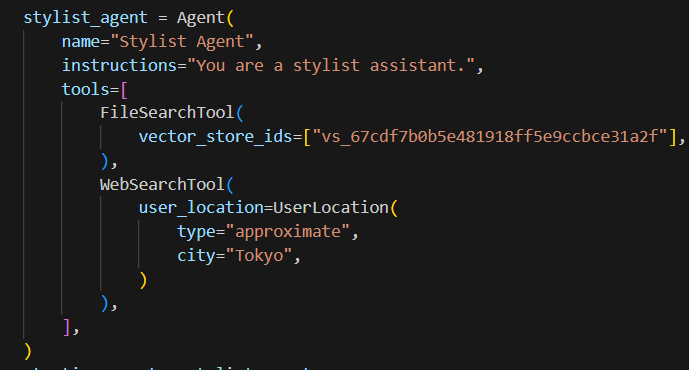 stylist_agent = Agent(
    name="Stylist Agent",
    instructions="You are a stylist assistant.",
    tools=[
        FileSearchTool(
            vector_store_ids=["vs_67cdf7b0b5e481918ff5e9ccbce31a2f"],
        ),
        WebSearchTool(
            user_location=UserLocation(
                type="approximate",
                city="Tokyo",
            )
        ),
    ],
)